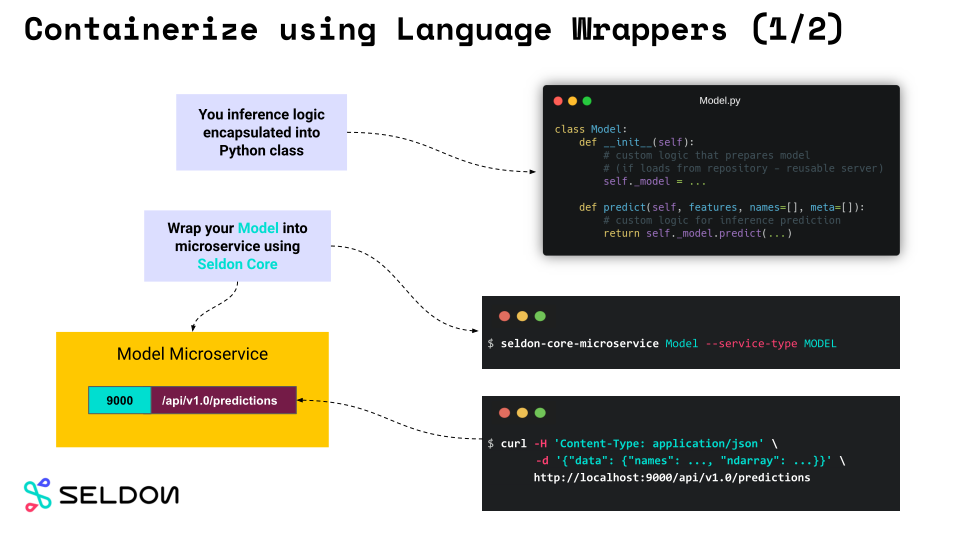 Containerize using Language Wrappers (1/2)
You inference logic
encapsulated into
Python class
Model.py
class Model:
    def __init__(self):
        # custom logic that prepares model
        # (if loads from repository - reusable server)
        self._model = ...
    def predict(self, features, names=[], meta=[]):
        # custom logic for inference prediction
        return self._model.predict(...)
Wrap your Model into
microservice using
Seldon Core
$ seldon-core-microservice Model --service-type MODEL
Model Microservice
9000 /api/v1.0/predictions
$ curl -H 'Content-Type: application/json' \
-d '{"data": {"names": ..., "ndarray": ...}}' \
http://localhost:9000/api/v1.0/predictions
SELDON